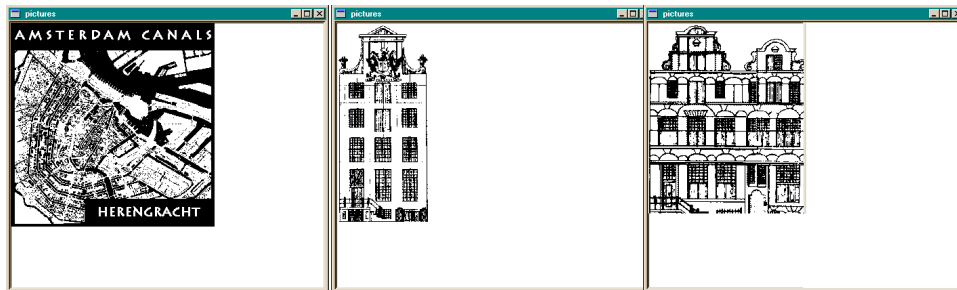 pictures
AMSTERDAM CANALS
HERENGRACHT
pictures
pictures